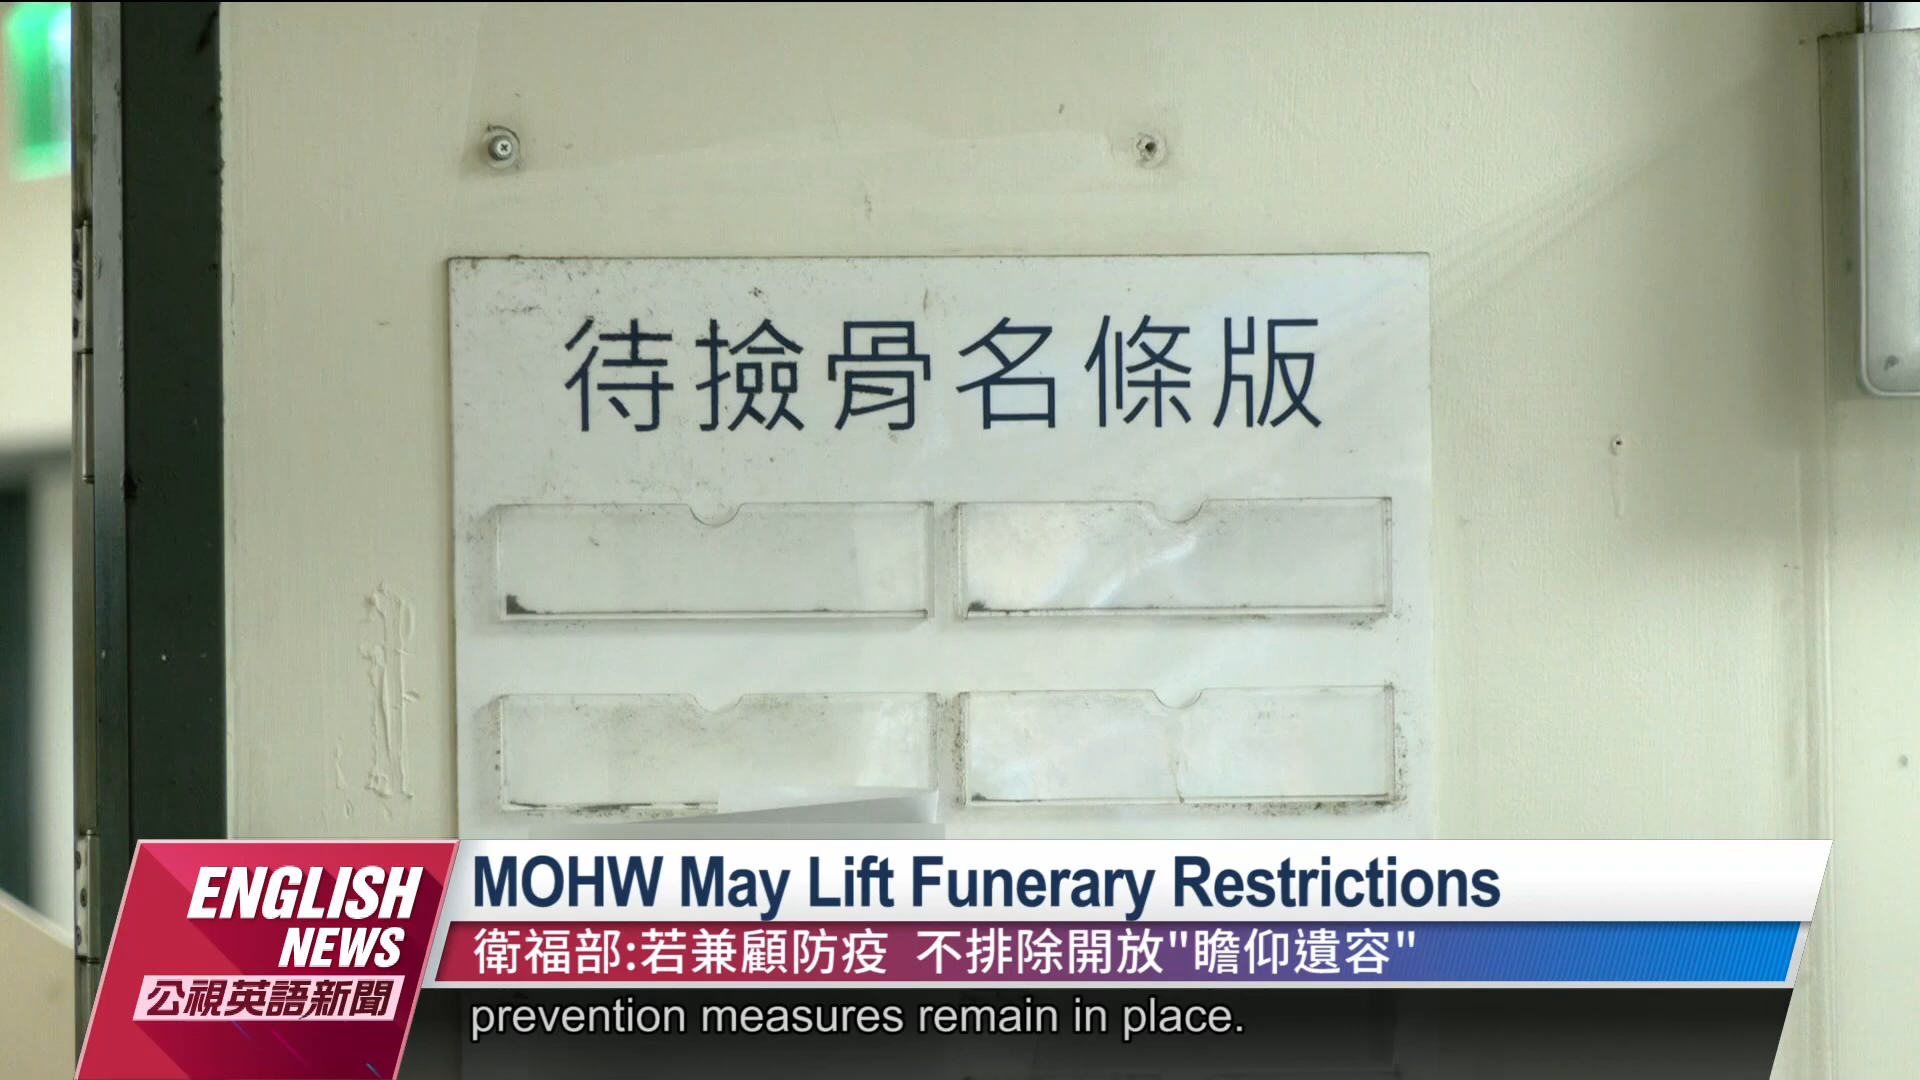 待撿骨名條版
ENGLISH
NEWS
公視英語新聞
MOHW May Lift Funerary Restrictions
衛福部:若兼顧防疫 不排除開放"瞻仰遺容"
prevention measures remain in place.